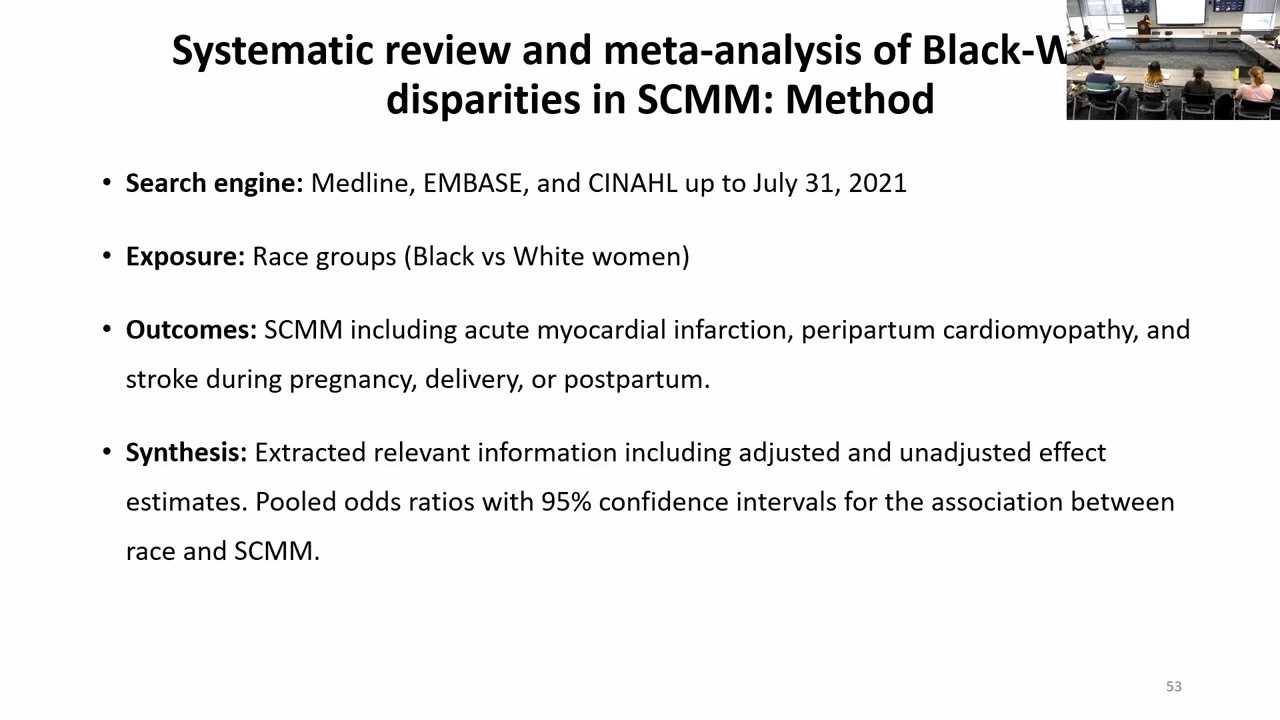 Systematic review and meta-analysis of Black-W
disparities in SCMM: Method
• Search engine: Medline, EMBASE, and CINAHL up to July 31, 2021
• Exposure: Race groups (Black vs White women)
• Outcomes: SCMM including acute myocardial infarction, peripartum cardiomyopathy, and
stroke during pregnancy, delivery, or postpartum.
• Synthesis: Extracted relevant information including adjusted and unadjusted effect
estimates. Pooled odds ratios with 95% confidence intervals for the association between
race and SCMM.
53